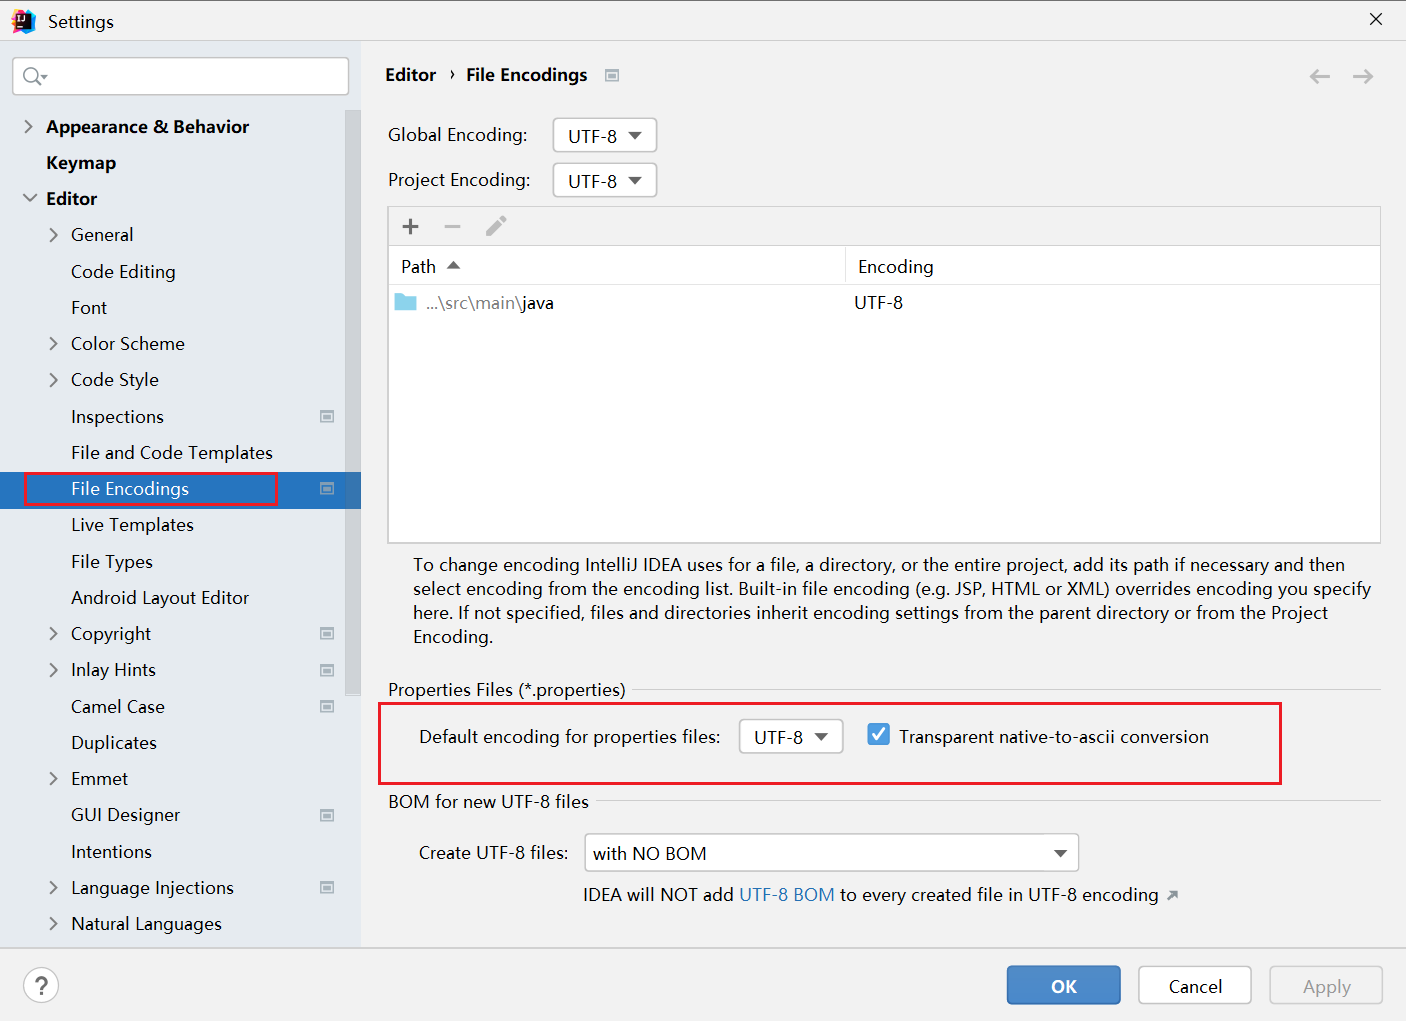 Settings
Appearance & Behavior
Keymap
Editor
General
Code Editing
Font
Color Scheme
Code Style
Inspections
File and Code Templates
File Encodings
Live Templates
File Types
Android Layout Editor
Copyright
Inlay Hints
Camel Case
Duplicates
Emmet
GUI Designer
Intentions
Language Injections
Natural Languages
Editor › File Encodings
Global Encoding: UTF-8
Project Encoding: UTF-8
Path Encoding
...\src\main\java UTF-8
To change encoding IntelliJ IDEA uses for a file, a directory, or the entire project, add its path if necessary and then
select encoding from the encoding list. Built-in file encoding (e.g. JSP, HTML or XML) overrides encoding you specify
here. If not specified, files and directories inherit encoding settings from the parent directory or from the Project
Encoding.
Properties Files (*.properties)
Default encoding for properties files: UTF-8 Transparent native-to-ascii conversion
BOM for new UTF-8 files
Create UTF-8 files: with NO BOM
IDEA will NOT add UTF-8 BOM to every created file in UTF-8 encoding
? OK Cancel Apply